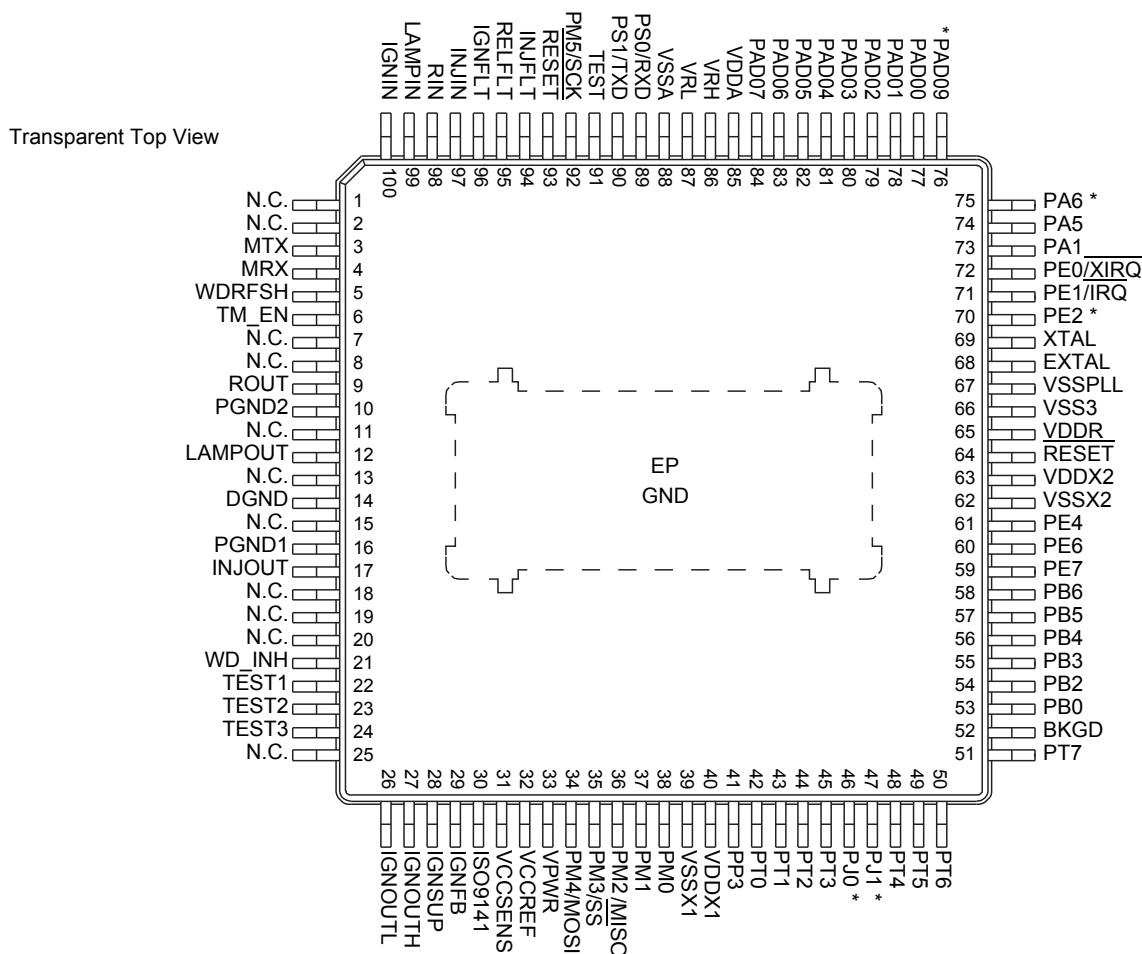 IGNIN
LAMPIN
RIN
INJIN
IGNFLT
RELFLT
INJFLT
RESET
PM5/SCK
TEST
PS1/TXD
PS0/RXD
VSSA
VRL
VRH
VDDA
PAD07
PAD06
PAD05
PAD04
PAD03
PAD02
PAD01
PAD00
* PAD09
Transparent Top View
100
99
98
97
96
95
94
93
92
91
90
89
88
87
86
85
84
83
82
81
80
79
78
77
76
N.C. 1
N.C. 2
MTX 3
MRX 4
WDRFSH 5
TM_EN 6
N.C. 7
N.C. 8
ROUT 9
PGND2 10
N.C. 11
LAMPOUT 12
N.C. 13
DGND 14
N.C. 15
PGND1 16
INJOUT 17
N.C. 18
N.C. 19
N.C. 20
WD_INH 21
TEST1 22
TEST2 23
TEST3 24
N.C. 25
EP
GND
75 PA6 *
74 PA5
73 PA1
72 PE0/XIRQ
71 PE1/IRQ
70 PE2 *
69 XTAL
68 EXTAL
67 VSSPLL
66 VSS3
65 VDDR
64 RESET
63 VDDX2
62 VSSX2
61 PE4
60 PE6
59 PE7
58 PB6
57 PB5
56 PB4
55 PB3
54 PB2
53 PB0
52 BKGD
51 PT7
26
27
28
29
30
31
32
33
34
35
36
37
38
39
40
41
42
43
44
45
46
47
48
49
50
IGNOUTL
IGNOUTH
IGNSUP
IGNFB
ISO9141
VCCSENS
VCCREF
VPWR
PM4/MOSI
PM3/SS
PM2/MISC
PM1
PM0
VSSX1
VDDX1
PP3
PT0
PT1
PT2
PT3
PJ0 *
PJ1 *
PT4
PT5
PT6